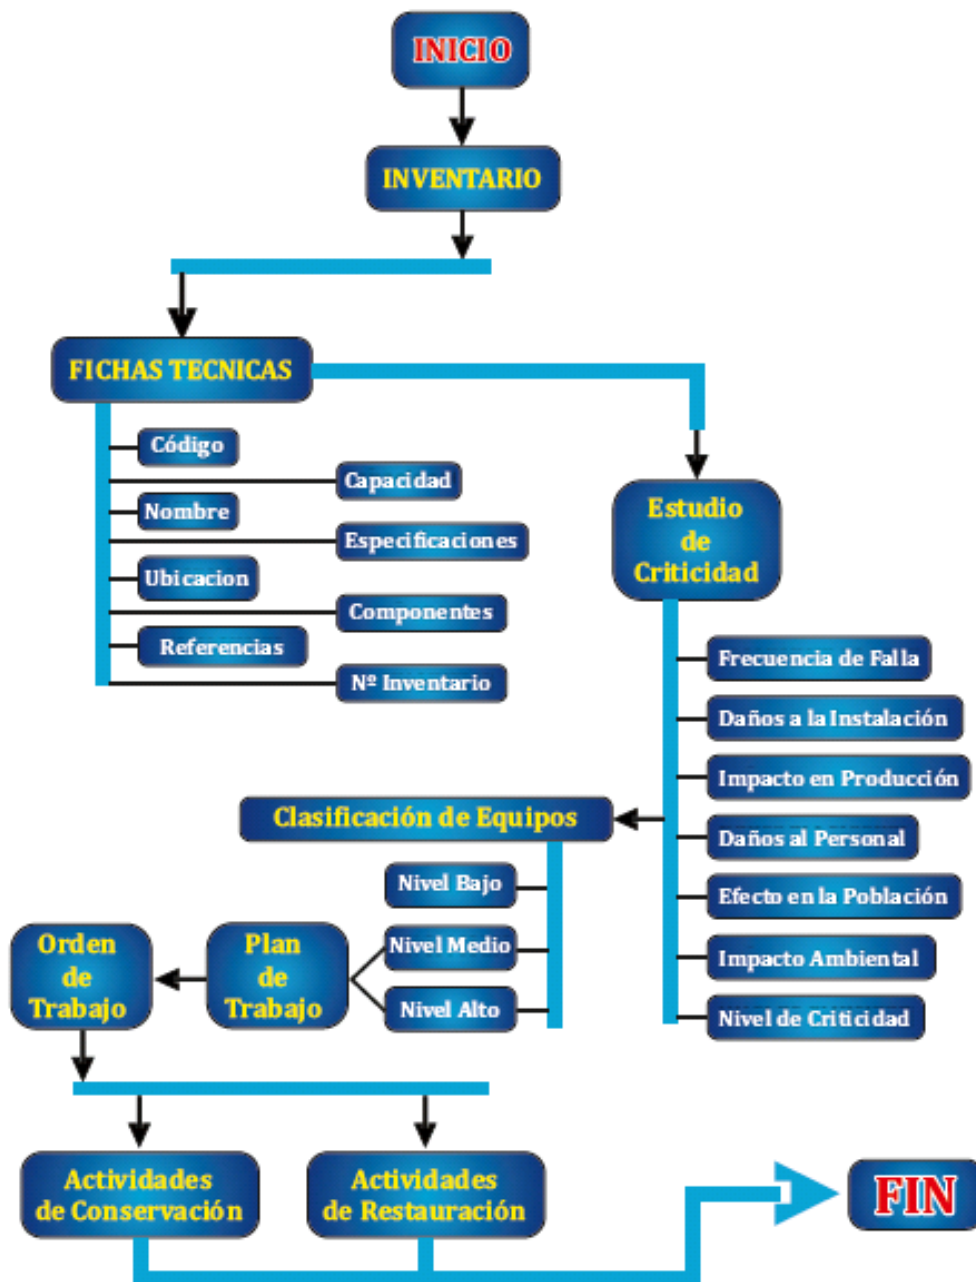 INICIO
INVENTARIO
FICHAS TECNICAS
Código
Capacidad
Nombre
Especificaciones
Ubicacion
Componentes
Referencias
Nº Inventario
Estudio
de
Criticidad
Frecuencia de Falla
Daños a la Instalación
Impacto en Producción
Daños al Personal
Efecto en la Población
Impacto Ambiental
Nivel de Criticidad
Clasificación de Equipos
Nivel Bajo
Nivel Medio
Nivel Alto
Plan
de
Trabajo
Orden
de
Trabajo
Actividades
de Conservación
Actividades
de Restauración
FIN